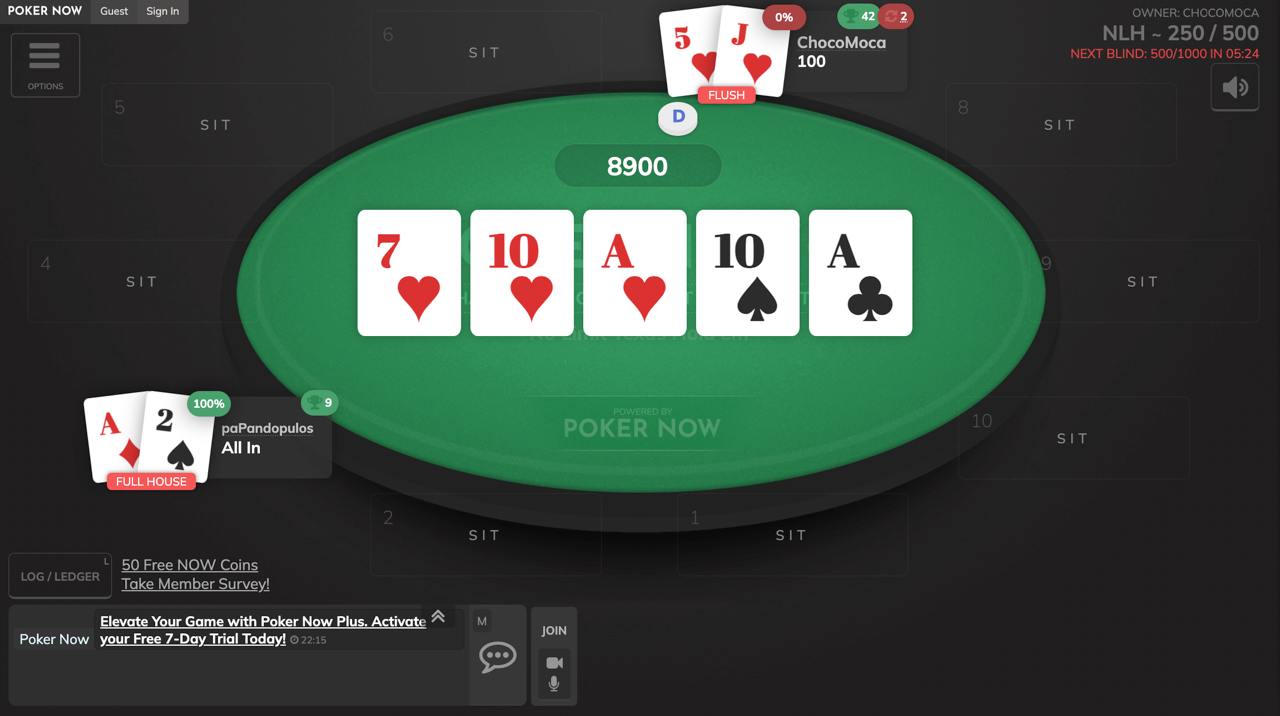 POKER NOW Guest Sign In
OPTIONS
OWNER: CHOCOMOCA
NLH ~ 250 / 500
NEXT BLIND: 500/1000 IN 05:24
5 J
0%
42 2
ChocoMoca
100
FLUSH
D
6 SIT
5 SIT
8 SIT
8900
7 10 A 10 A
4 SIT
9 SIT
A 2
100%
9
paPandopulos
All In
FULL HOUSE
POWERED BY
POKER NOW
10 SIT
2 SIT
1 SIT
LOG / LEDGER L
50 Free NOW Coins
Take Member Survey!
Poker Now
Elevate Your Game with Poker Now Plus. Activate
your Free 7-Day Trial Today! 22:15
M
JOIN